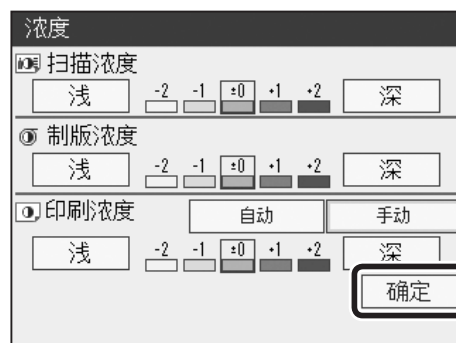 浓度
扫描浓度
浅 -2 -1 ±0 +1 +2 深
制版浓度
浅 -2 -1 ±0 +1 +2 深
印刷浓度 自动 手动
浅 -2 -1 ±0 +1 +2 深
确定